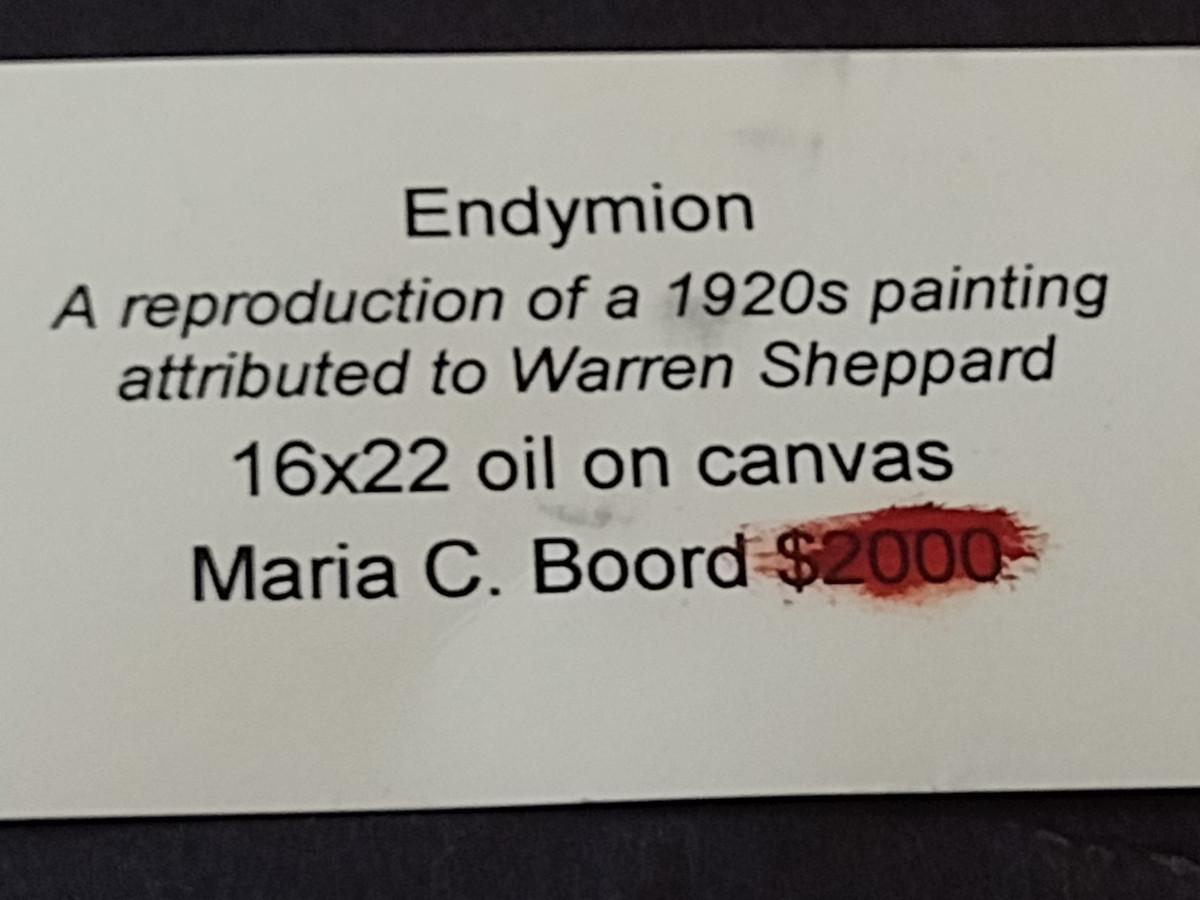 Endymion
A reproduction of a 1920s painting
attributed to Warren Sheppard
16x22 oil on canvas
Maria C. Boord $2000